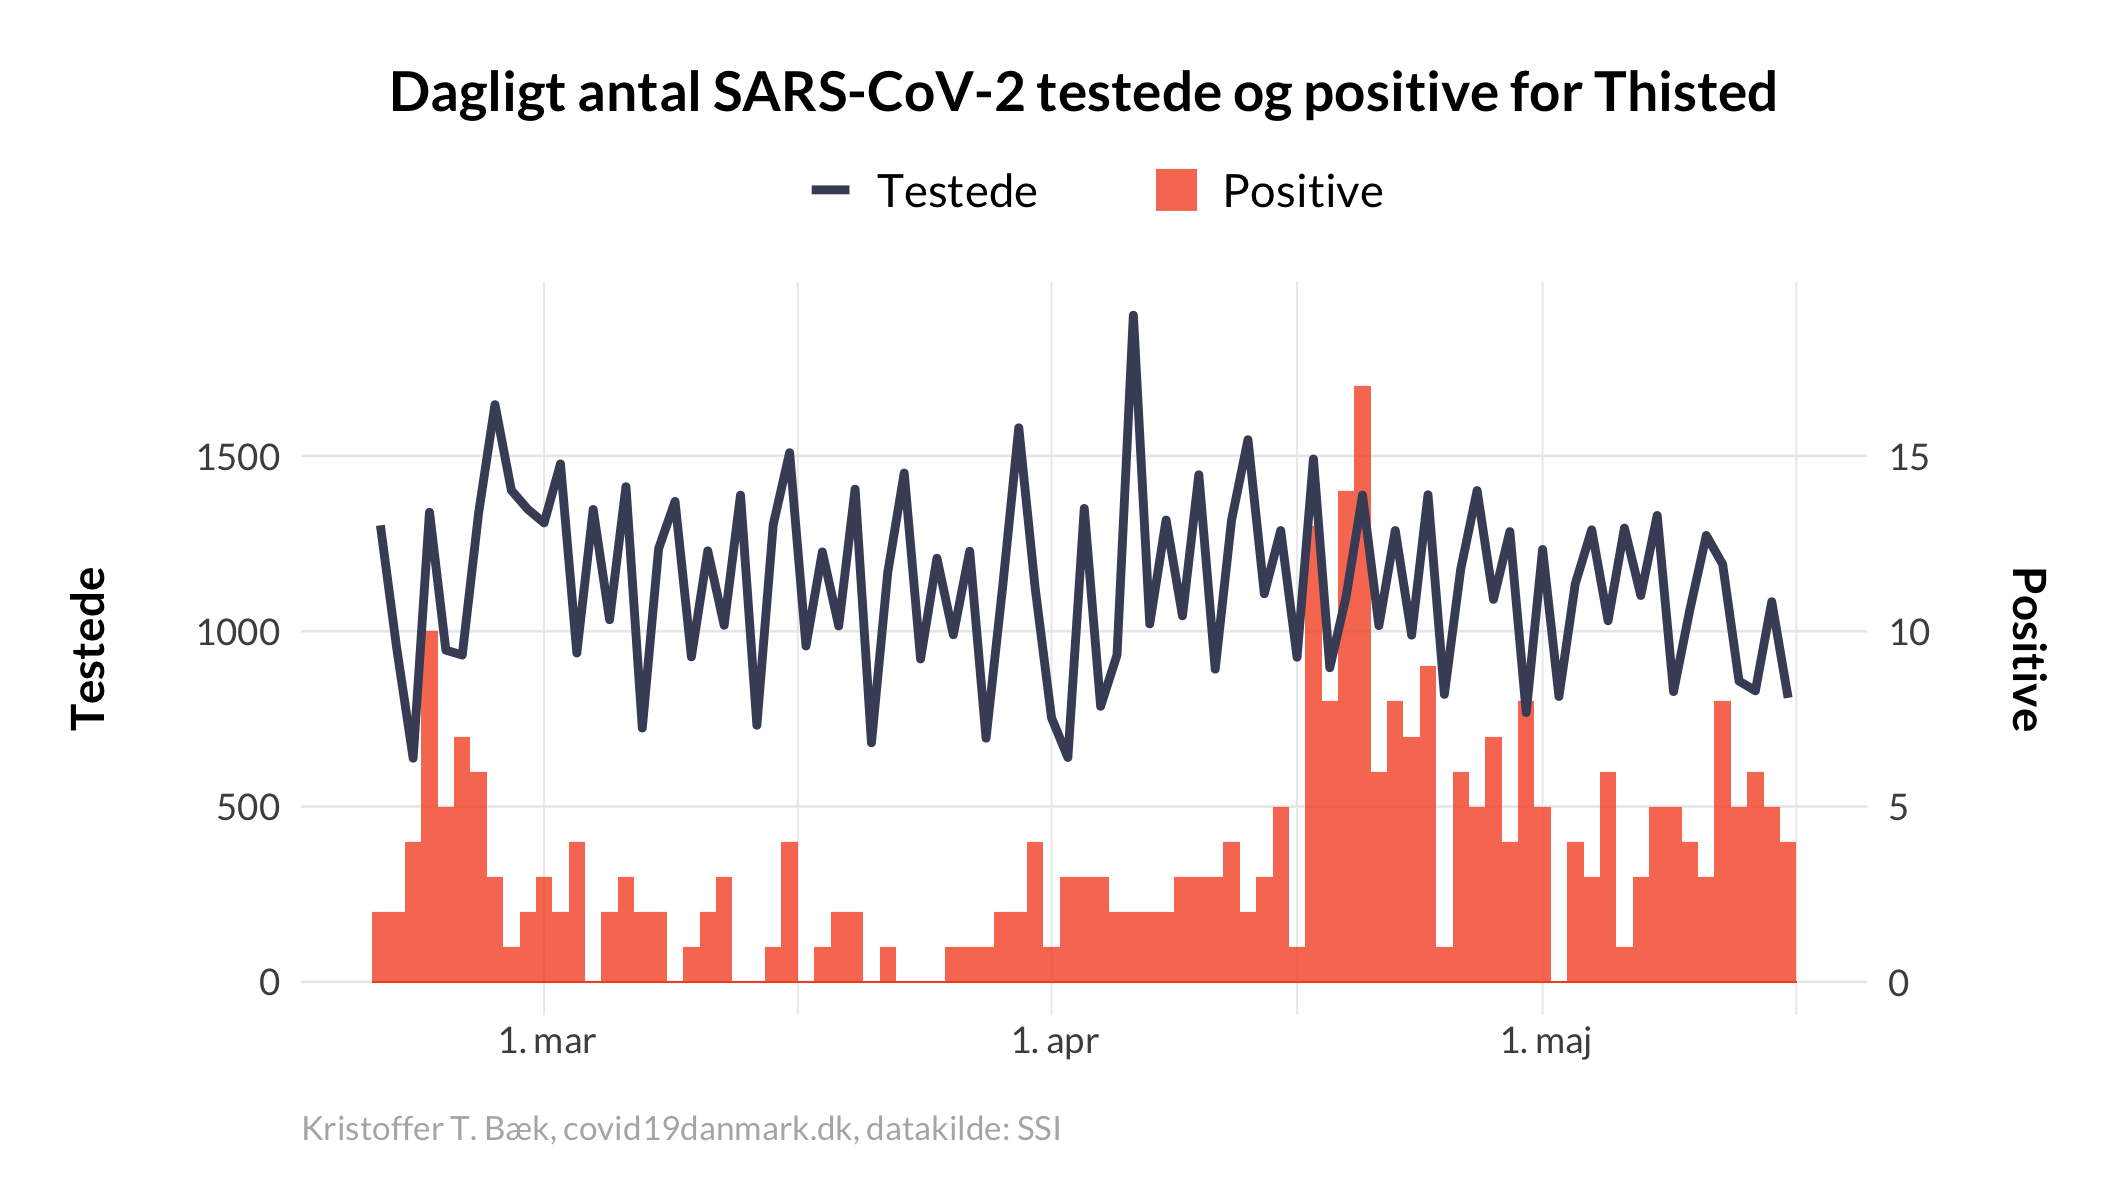 Dagligt antal SARS-CoV-2 testede og positive for Thisted
Testede
Positive
Testede
1500
1000
500
0
15
10
5
0
Positive
1. mar
1. apr
1. maj
Kristoffer T. Bæk, covid19danmark.dk, datakilde: SSI